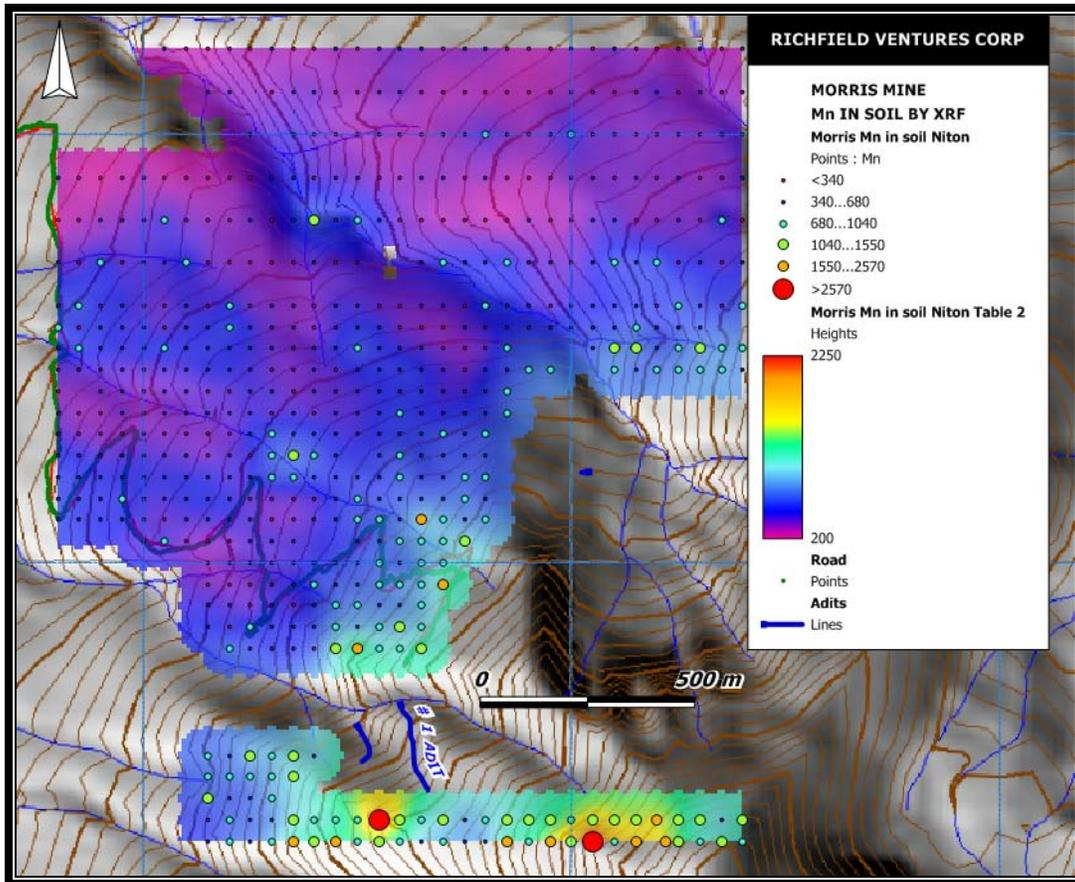 RICHFIELD VENTURES CORP
MORRIS MINE
Mn IN SOIL BY XRF
Morris Mn in soil Niton
Points : Mn
<340
340...680
680...1040
1040...1550
1550...2570
>2570
Morris Mn in soil Niton Table 2
Heights
2250
200
Road
Points
Adits
Lines
0 500 m
# 1 ADIT